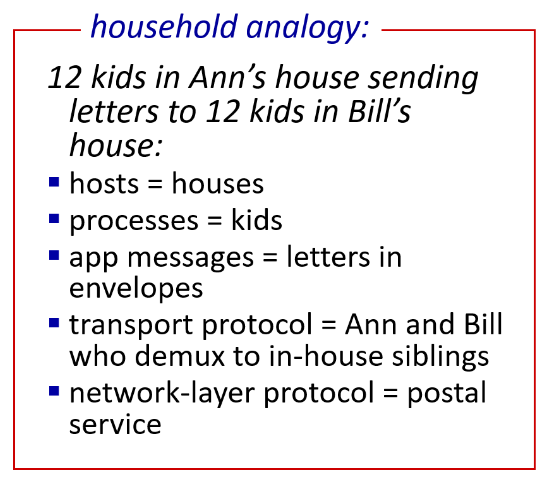 household analogy:
12 kids in Ann’s house sending
letters to 12 kids in Bill’s
house:
▪ hosts = houses
▪ processes = kids
▪ app messages = letters in
envelopes
▪ transport protocol = Ann and Bill
who demux to in-house siblings
▪ network-layer protocol = postal
service